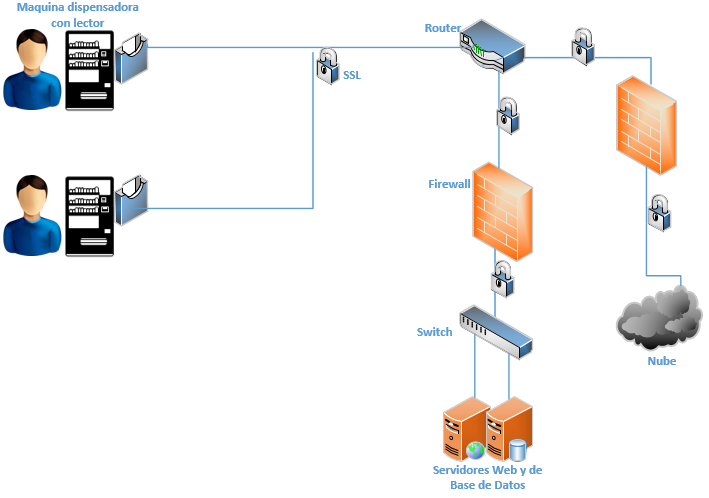 Maquina dispensadora
con lector
Router
SSL
Firewall
Switch
Nube
Servidores Web y de
Base de Datos